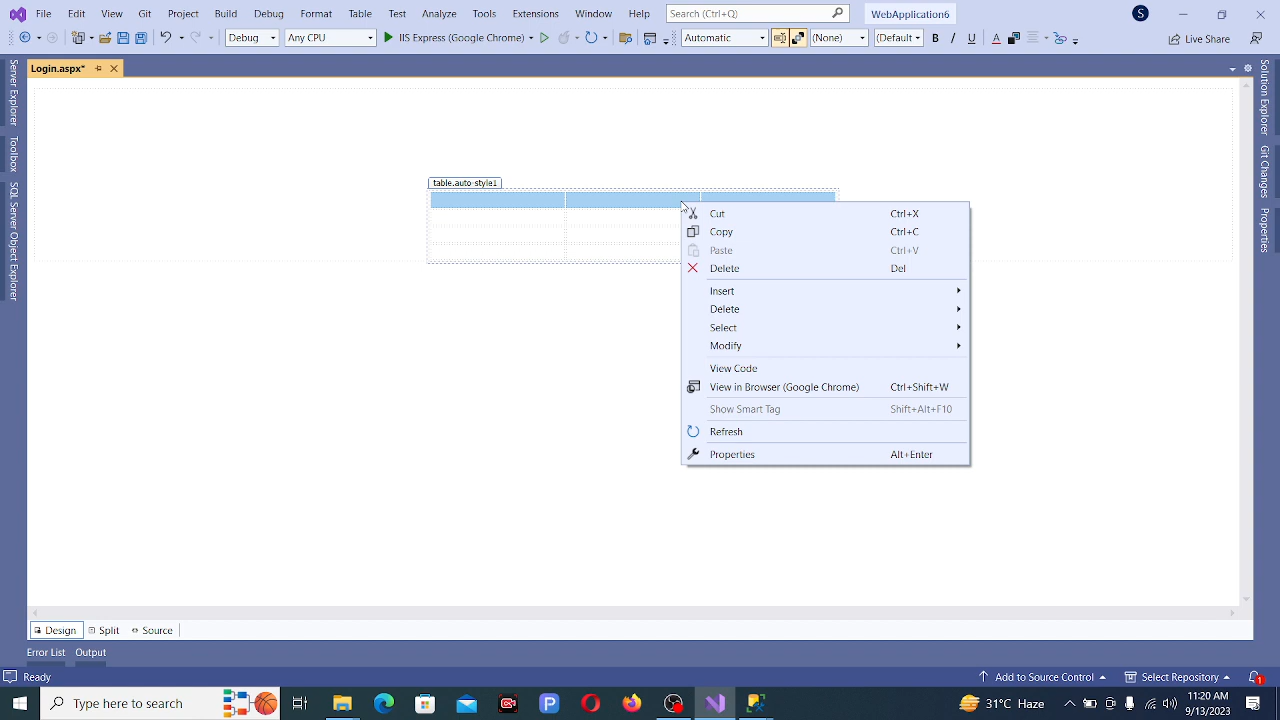 File Edit View Git Project Build Debug Format Table Test Analyze Tools Extensions Window Help Search (Ctrl+Q) WebApplication6 S
Debug Any CPU IIS Express (Google Chrome) Automatic (None) (Default B I U A Live Share
Login.aspx*
Server Explorer
Toolbox
SQL Server Object Explorer
Solution Explorer
Git Changes
Properties
table.auto-style1
Cut Ctrl+X
Copy Ctrl+C
Paste Ctrl+V
Delete Del
Insert
Delete
Select
Modify
View Code
View in Browser (Google Chrome) Ctrl+Shift+W
Show Smart Tag Shift+Alt+F10
Refresh
Properties Alt+Enter
Design Split Source
Error List Output
Ready Add to Source Control Select Repository 1
Type here to search 31°C Haze 11:20 AM
9/13/2023